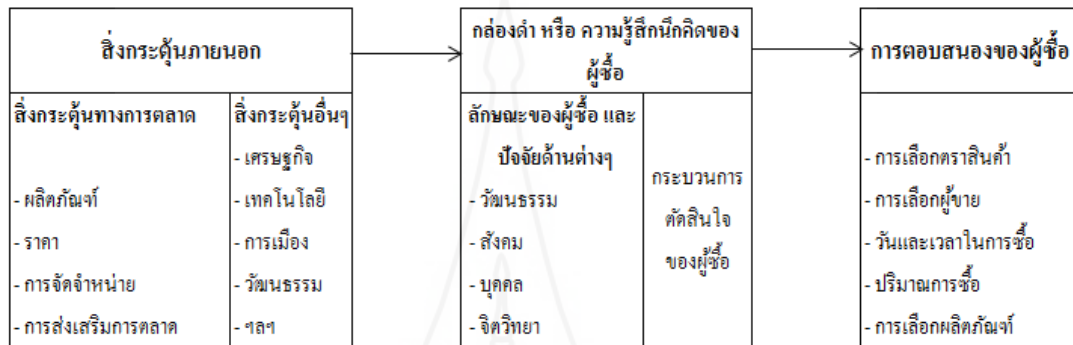 สิ่งกระตุ้นภายนอก
สิ่งกระตุ้นทางการตลาด
- ผลิตภัณฑ์
- ราคา
- การจัดจำหน่าย
- การส่งเสริมการตลาด
สิ่งกระตุ้นอื่นๆ
- เศรษฐกิจ
- เทคโนโลยี
- การเมือง
- วัฒนธรรม
- ฯลฯ
กล่องดำ หรือ ความรู้สึกนึกคิดของ
ผู้ซื้อ
ลักษณะของผู้ซื้อ และ
ปัจจัยด้านต่างๆ
- วัฒนธรรม
- สังคม
- บุคคล
- จิตวิทยา
กระบวนการ
ตัดสินใจ
ของผู้ซื้อ
การตอบสนองของผู้ซื้อ
- การเลือกตราสินค้า
- การเลือกผู้ขาย
- วันและเวลาในการซื้อ
- ปริมาณการซื้อ
- การเลือกผลิตภัณฑ์